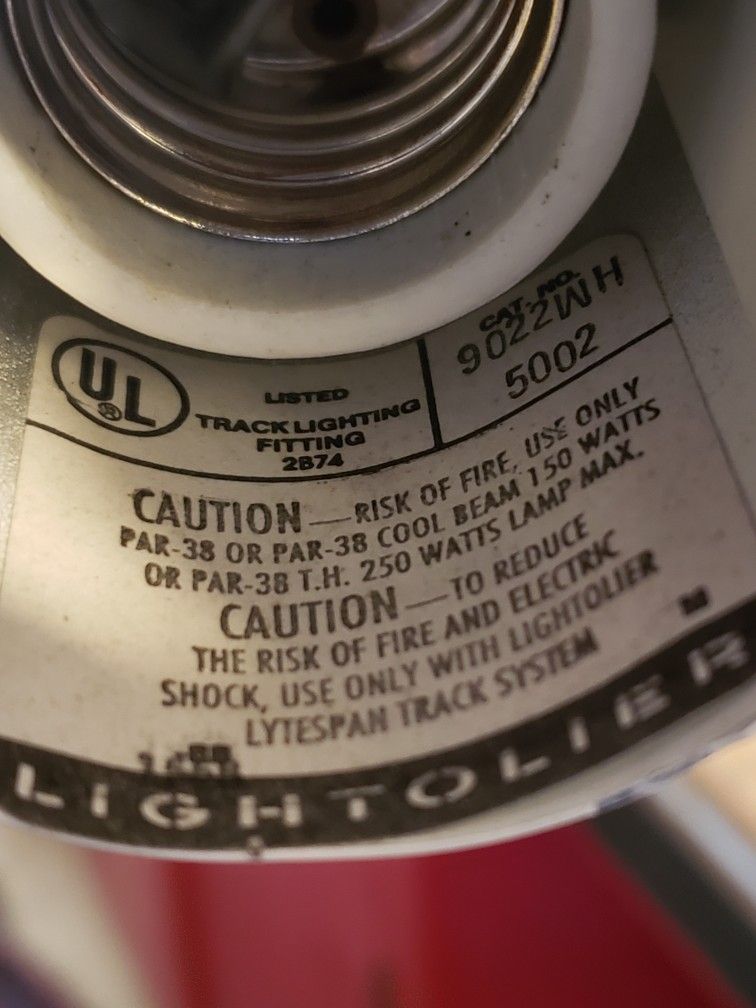 UL
®
LISTED
TRACK LIGHTING
FITTING
2B74
CAT. NO.
9022WH
5002
CAUTION — RISK OF FIRE, USE ONLY
PAR-38 OR PAR-38 COOL BEAM 150 WATTS
OR PAR-38 T.H. 250 WATTS LAMP MAX.
CAUTION — TO REDUCE
THE RISK OF FIRE AND ELECTRIC
SHOCK, USE ONLY WITH LIGHTOLIER
LYTESPAN TRACK SYSTEM
LIGHTOLIER